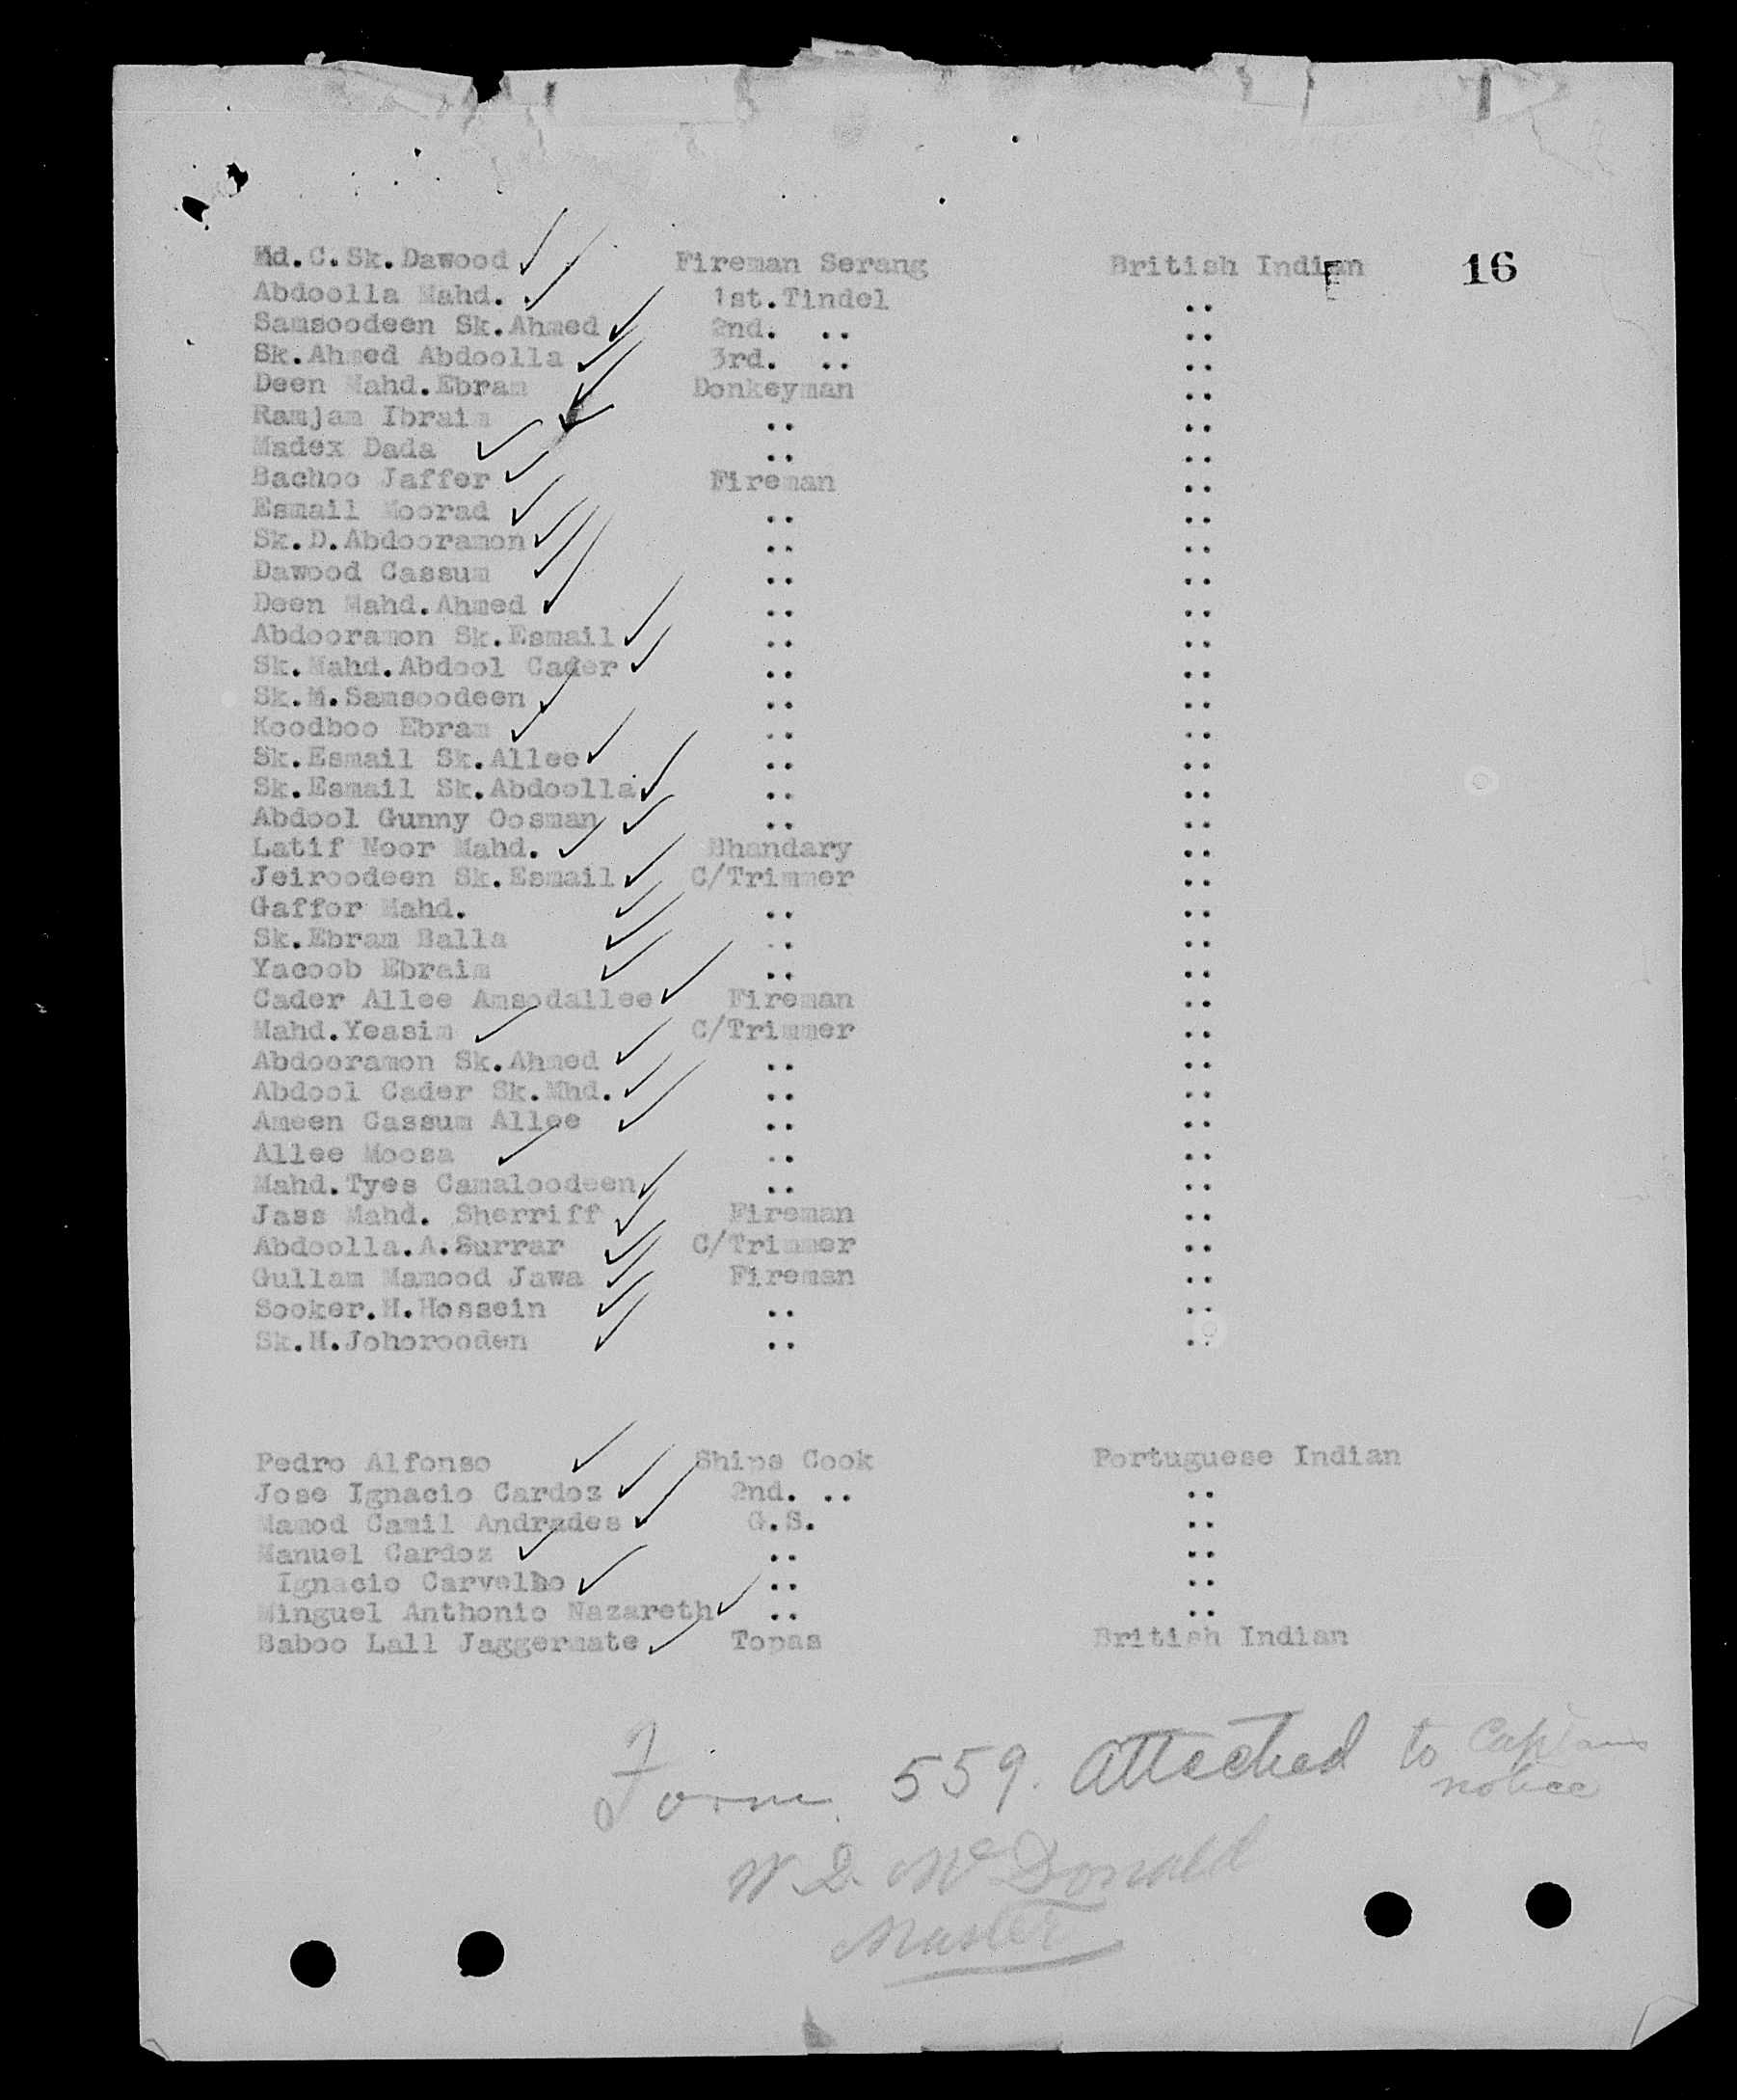 Md.C.Sk.Dawood Fireman Serang British Indian 16
Abdoolla Mahd. 1st.Tindel ..
Samsoodeen Sk.Ahmed 2nd. .. ..
Sk.Ahmed Abdoolla 3rd. .. ..
Deen Mahd.Ebram Donkeyman ..
Ramjam Ibraim .. ..
Madex Dada .. ..
Bachoo Jaffer Fireman ..
Esmail Moorad .. ..
Sk.D.Abdooramon .. ..
Dawood Cassum .. ..
Deen Mahd.Ahmed .. ..
Abdooramon Sk.Esmail .. ..
Sk.Mahd.Abdool Cader .. ..
Sk.M.Samsoodeen .. ..
Koodboo Ebram .. ..
Sk.Esmail Sk.Allee .. ..
Sk.Esmail Sk.Abdoolla .. ..
Abdool Gunny Oosman .. ..
Latif Noor Mahd. Bhandary ..
Jeiroodeen Sk.Esmail C/Trimmer ..
Gaffor Mahd. .. ..
Sk.Ebram Balla .. ..
Yacoob Ebraim .. ..
Cader Allee Amsodallee Fireman ..
Mahd.Yeasim C/Trimmer ..
Abdooramon Sk.Ahmed .. ..
Abdool Cader Sk.Mhd. .. ..
Ameen Cassum Allee .. ..
Allee Moosa .. ..
Mahd.Tyes Camaloodeen .. ..
Jass Mahd. Sherriff Fireman ..
Abdoolla.A.Surrar C/Trimmer ..
Gullam Mamood Jawa Fireman ..
Sooker.H.Hossein .. ..
Sk.H.Johorooden .. ..
Pedro Alfonso Ships Cook Portuguese Indian
Jose Ignacio Cardoz 2nd. .. ..
Mamod Camil Andrades G.S. ..
Manuel Cardoz .. ..
Ignacio Carvelho .. ..
Minguel Anthonio Nazareth .. ..
Baboo Lall Jaggermate Topas British Indian
Form 559. attached to Captains
notice
W.D. McDonald
Master